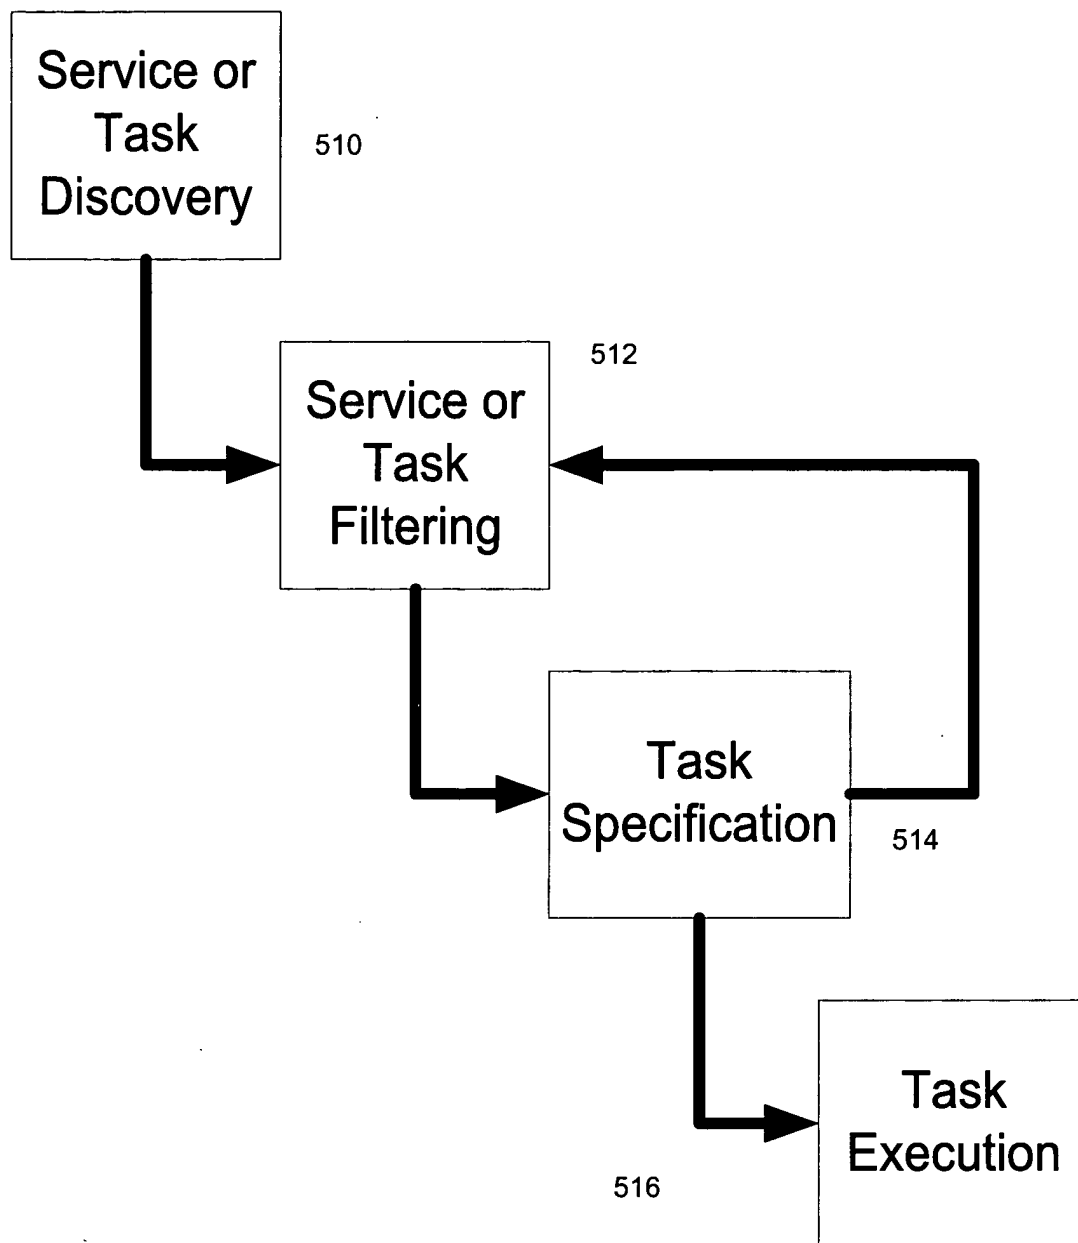 Service or
Task
Discovery
510
512
Service or
Task
Filtering
Task
Specification
514
Task
Execution
516